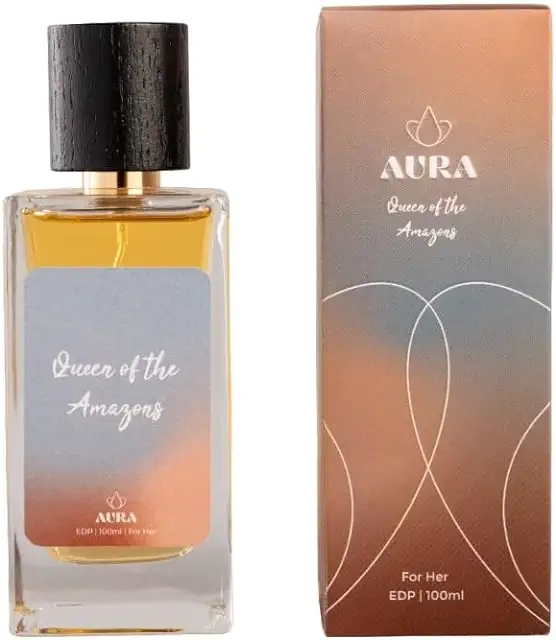 Queen of the
Amazons
AURA
EDP | 100ml | For Her
AURA
Queen of the
Amazons
For Her
EDP | 100ml